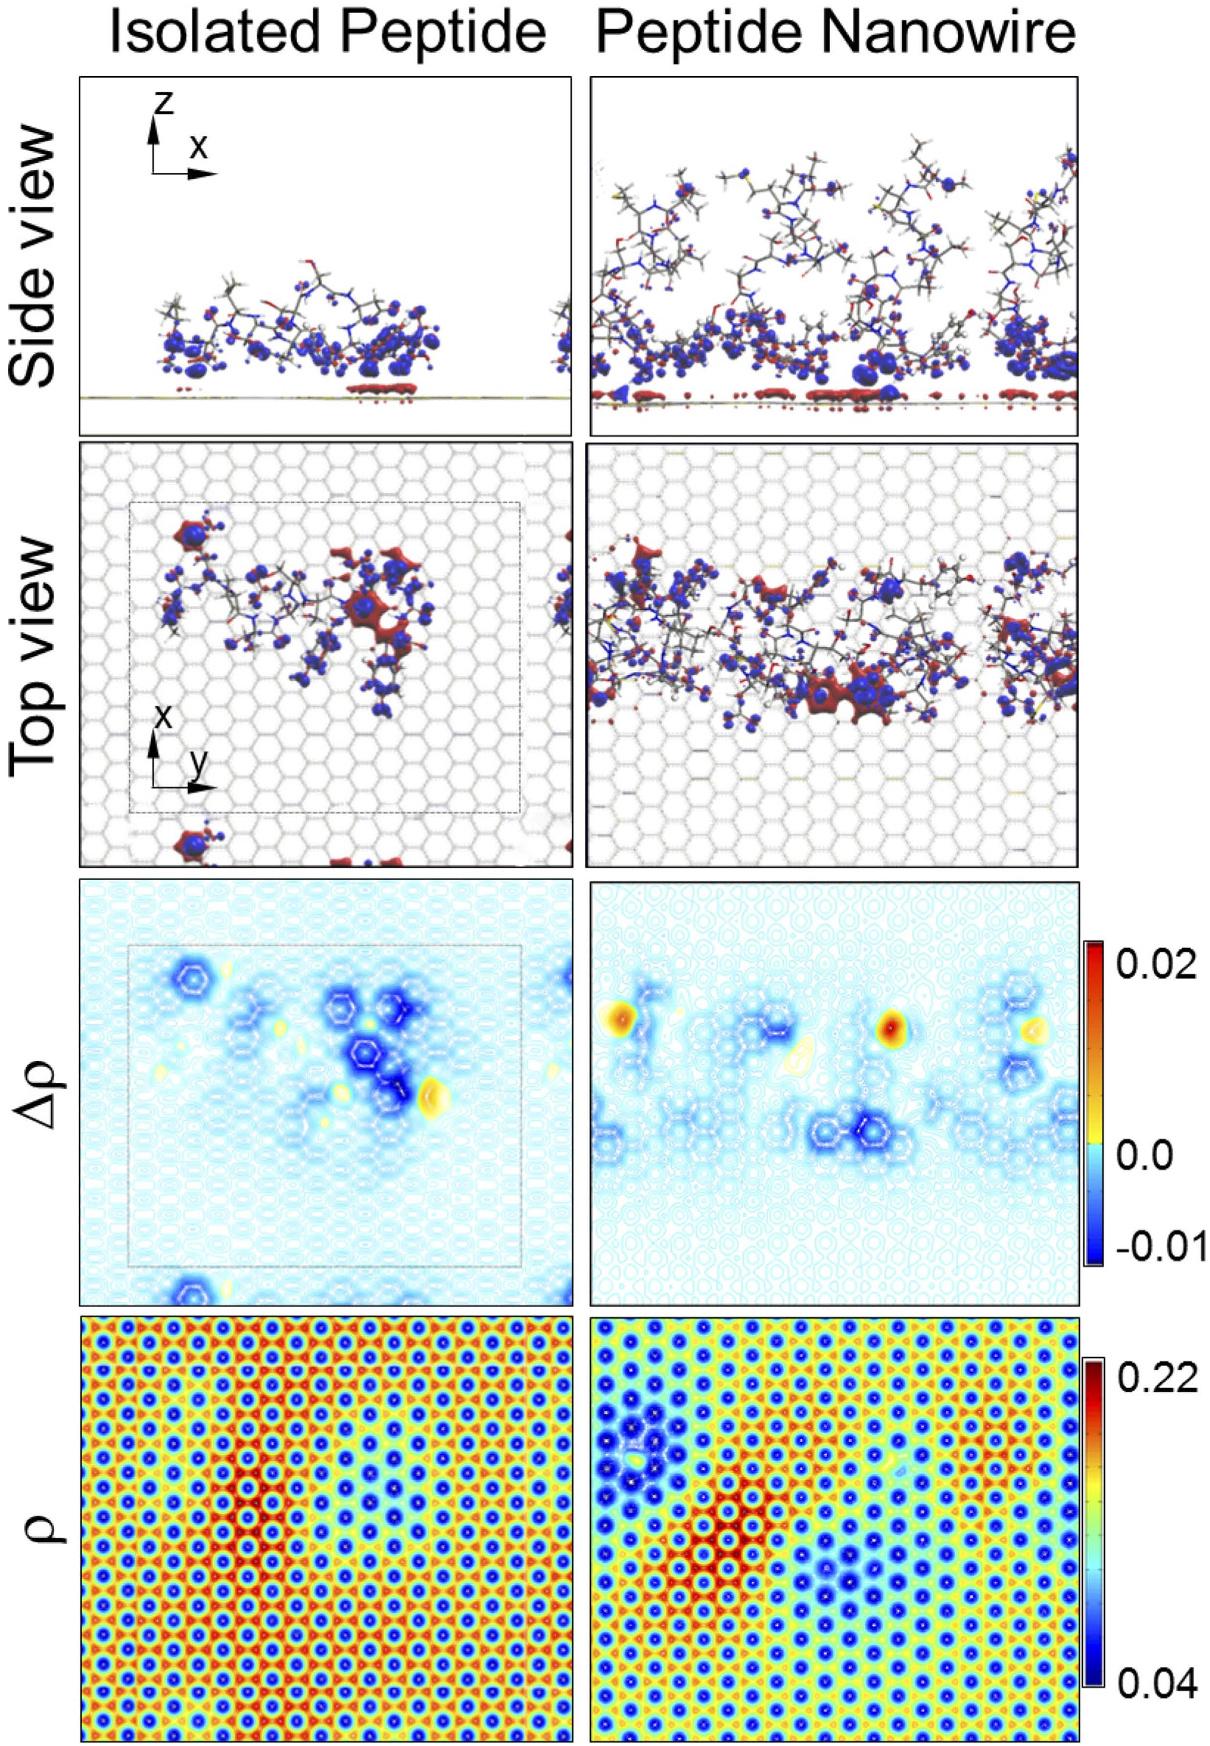 Isolated Peptide Peptide Nanowire
Side view
z
x
Top view
x
y
Δρ
0.02
0.0
-0.01
ρ
0.22
0.04